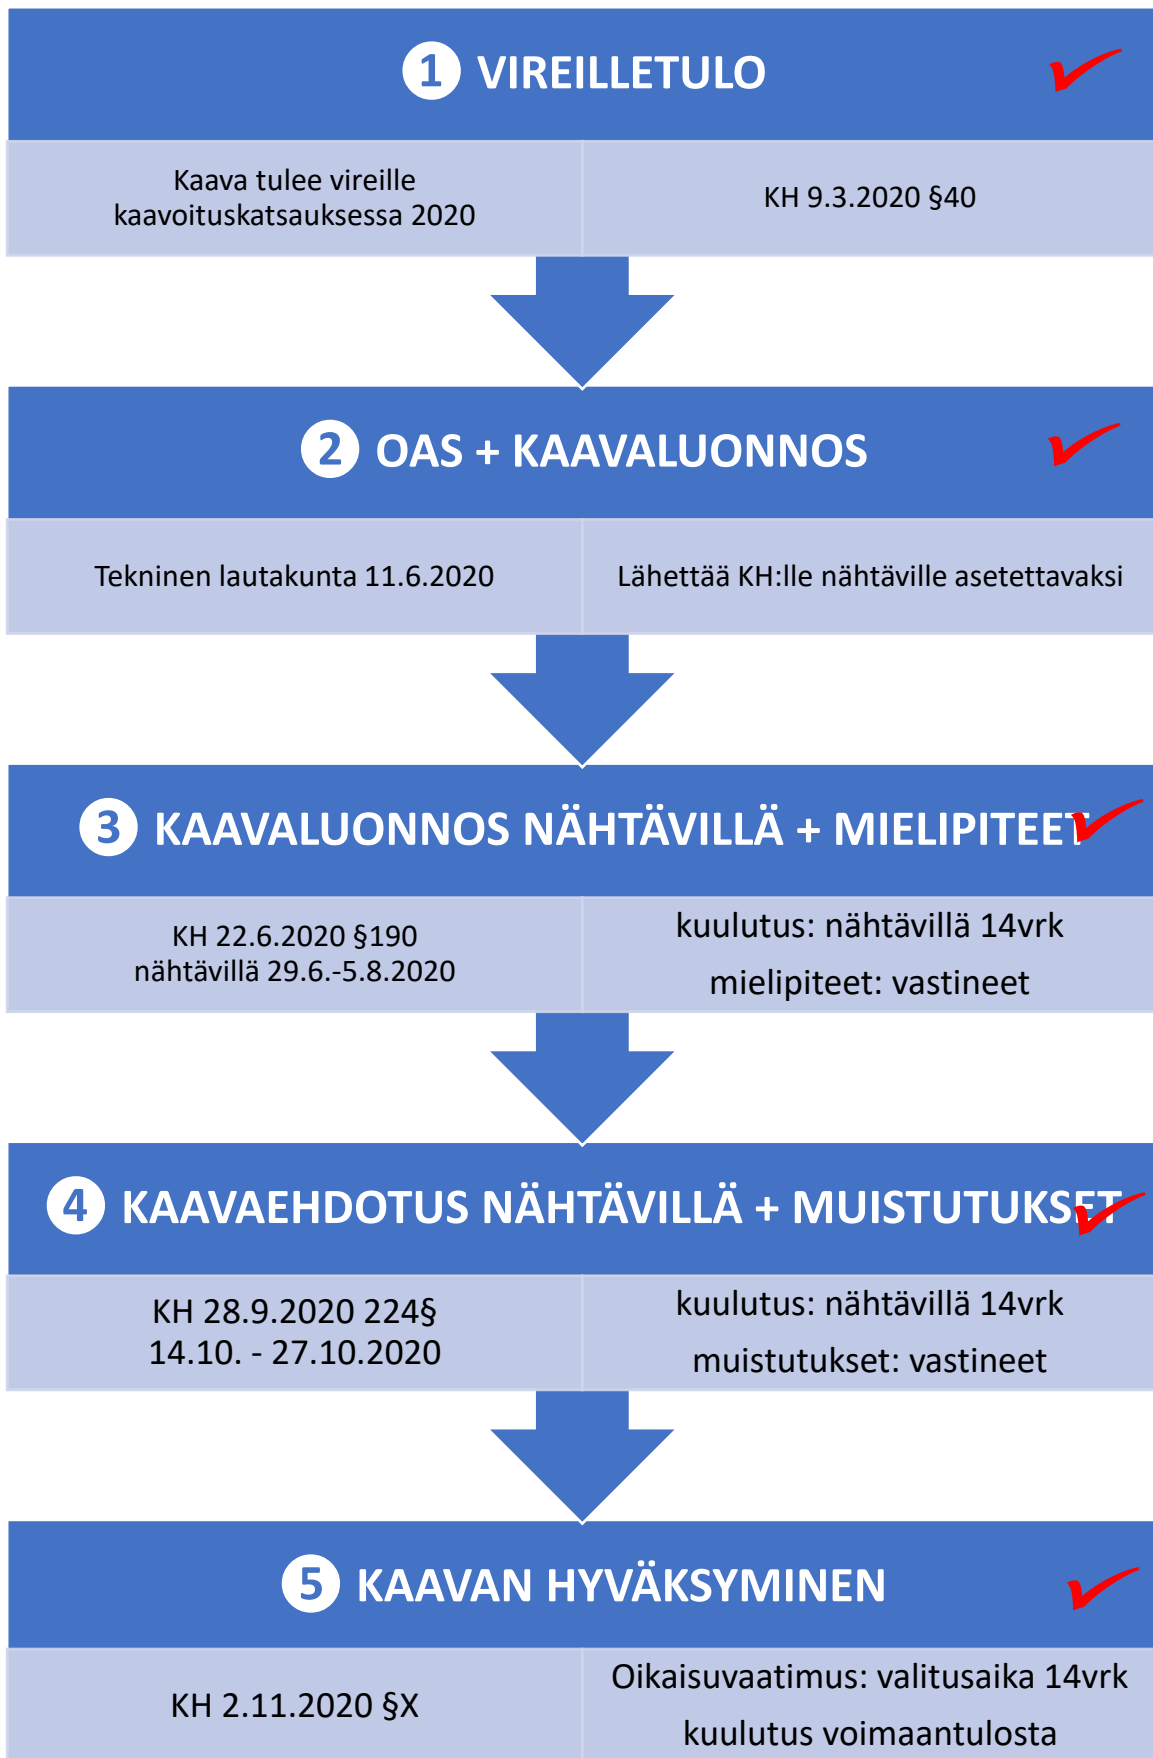 1 VIREILLETULO
Kaava tulee vireille
kaavoituskatsauksessa 2020
KH 9.3.2020 §40
2 OAS + KAAVALUONNOS
Tekninen lautakunta 11.6.2020
Lähettää KH:lle nähtäville asetettavaksi
3 KAAVALUONNOS NÄHTÄVILLÄ + MIELIPITEET
KH 22.6.2020 §190
nähtävillä 29.6.-5.8.2020
kuulutus: nähtävillä 14vrk
mielipiteet: vastineet
4 KAAVAEHDOTUS NÄHTÄVILLÄ + MUISTUTUKSET
KH 28.9.2020 224§
14.10. - 27.10.2020
kuulutus: nähtävillä 14vrk
muistutukset: vastineet
5 KAAVAN HYVÄKSYMINEN
KH 2.11.2020 §X
Oikaisuvaatimus: valitusaika 14vrk
kuulutus voimaantulosta